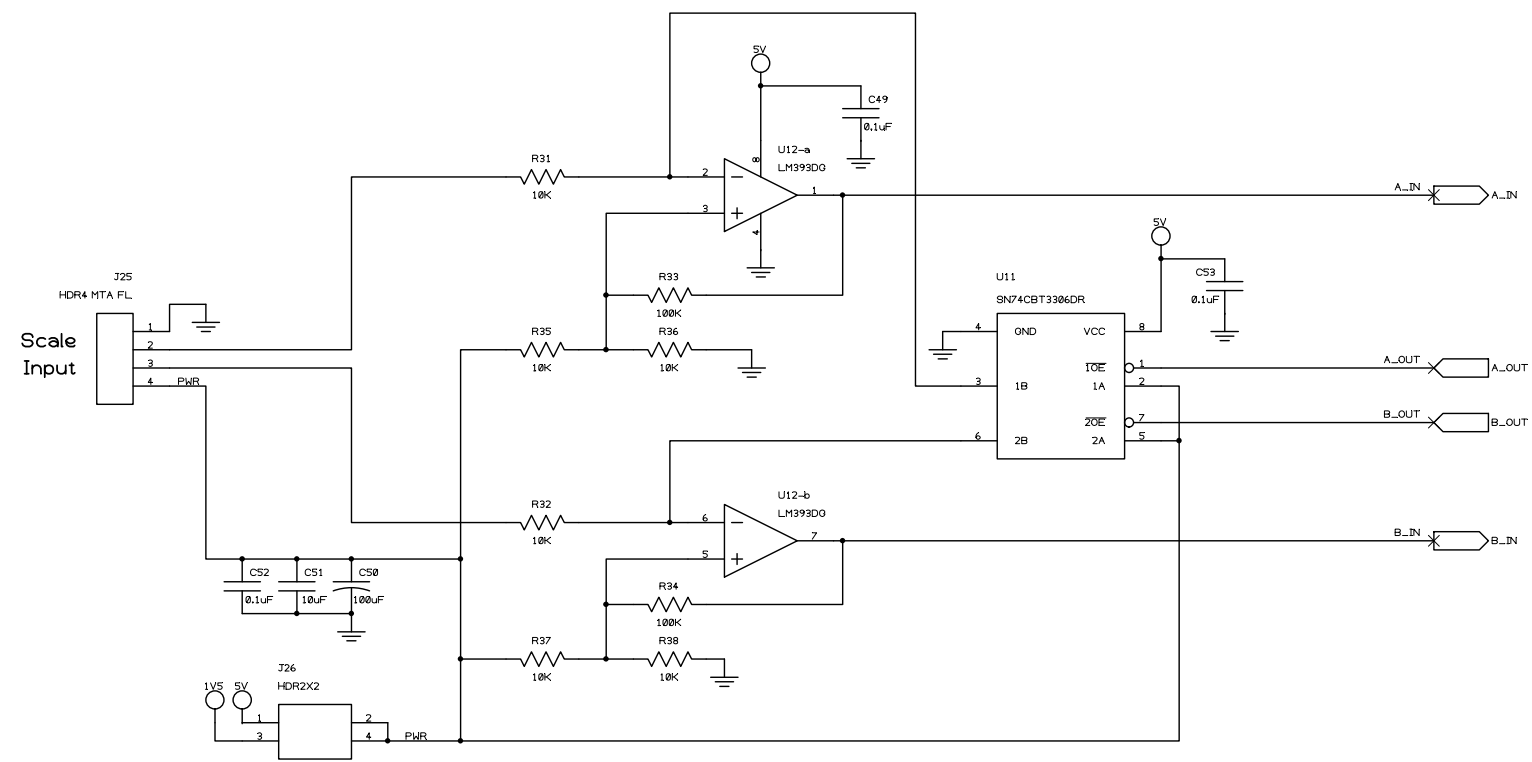 5V
C49
0.1uF
U12-a
LM393DG
8
2
3
1
4
R31
10K
A_IN
A_IN
5V
C53
0.1uF
R33
100K
R35
10K
R36
10K
J25
HDR4 MTA FL
Scale
Input
1
2
3
4
PWR
U11
SN74CBT3306DR
4
GND
VCC
8
1OE
1
A_OUT
A_OUT
3
1B
1A
2
2OE
7
B_OUT
B_OUT
6
2B
2A
5
R32
10K
U12-b
LM393DG
6
5
7
B_IN
B_IN
C52
0.1uF
C51
10uF
C50
100uF
R34
100K
R37
10K
R38
10K
J26
HDR2X2
1V5
5V
1
3
2
4
PWR